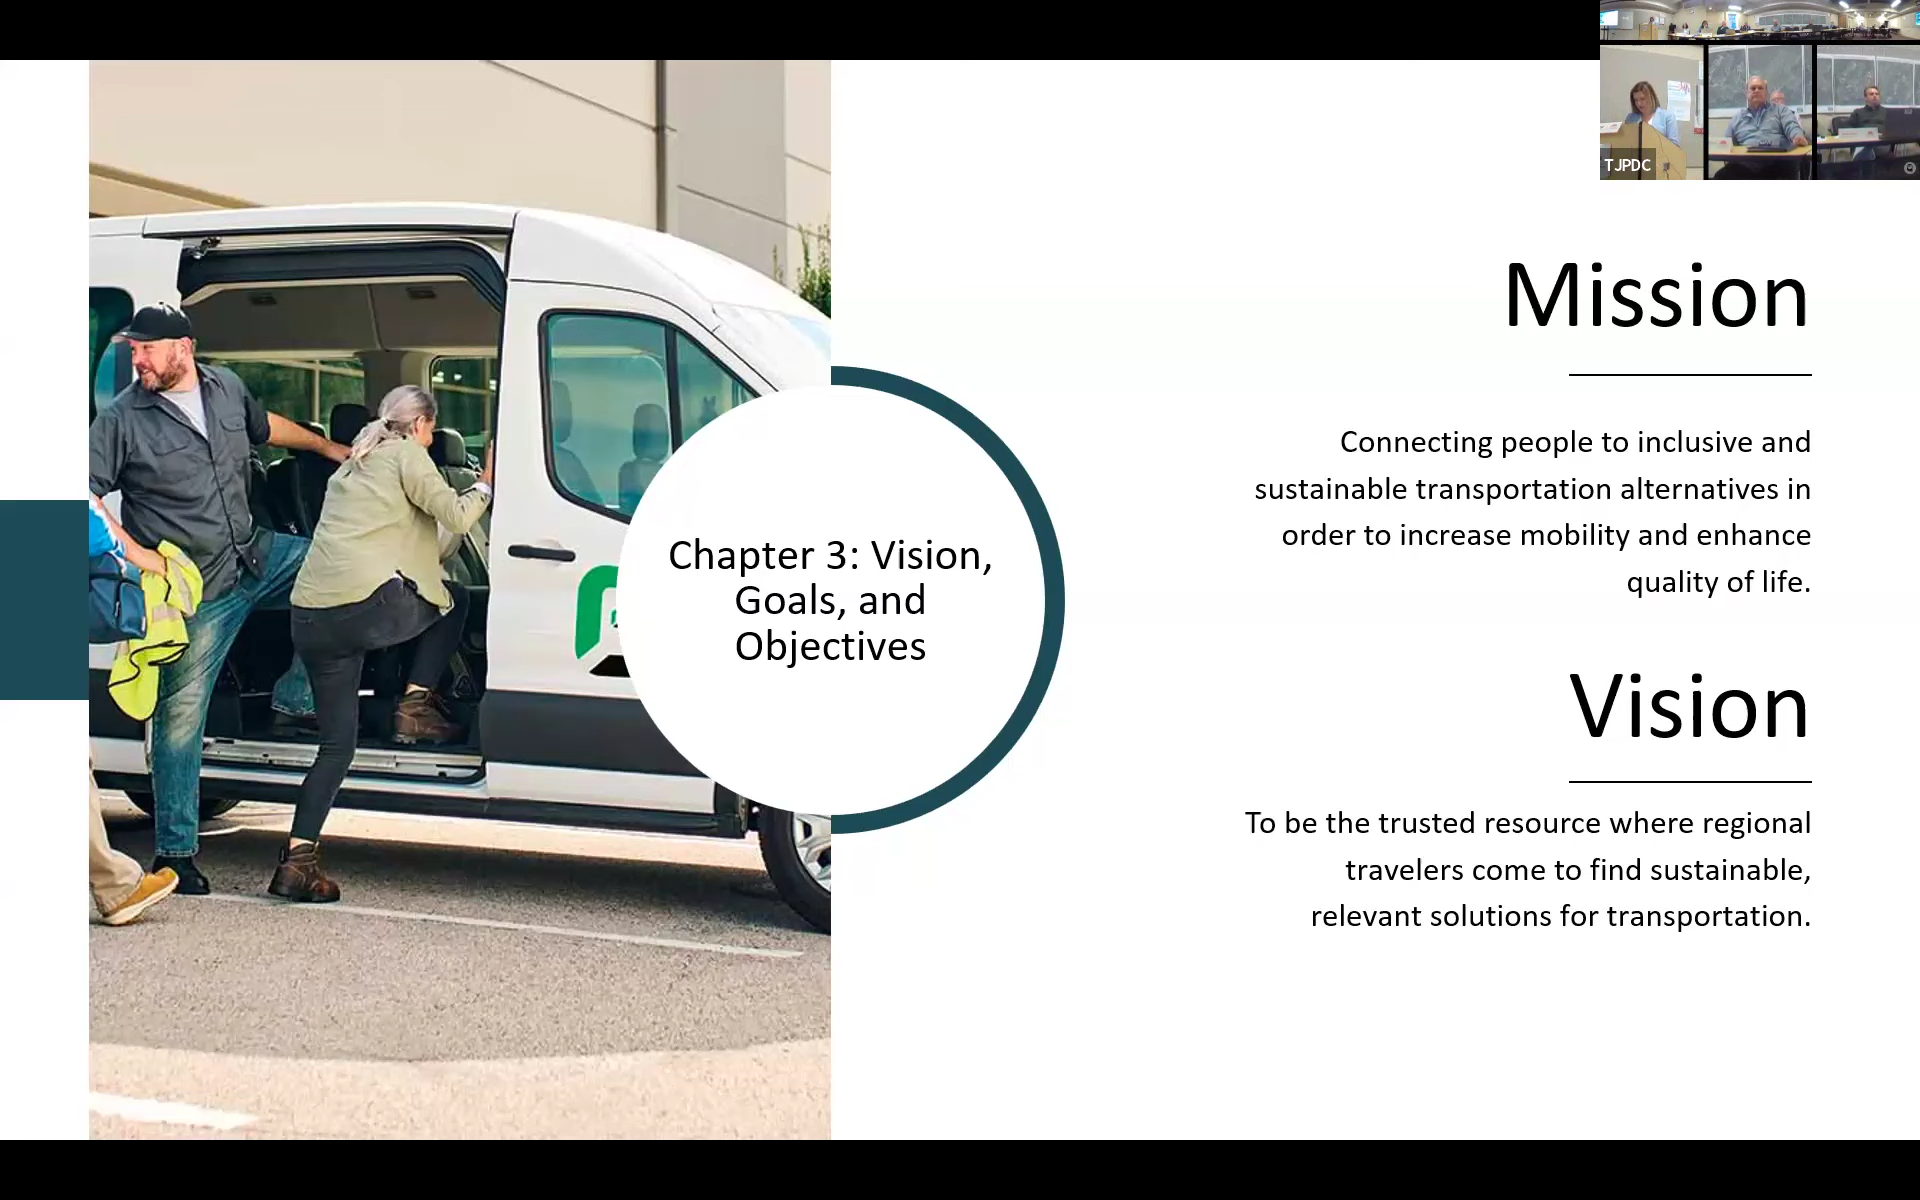 TJPDC
Chapter 3: Vision,
Goals, and
Objectives
Mission
Connecting people to inclusive and
sustainable transportation alternatives in
order to increase mobility and enhance
quality of life.
Vision
To be the trusted resource where regional
travelers come to find sustainable,
relevant solutions for transportation.